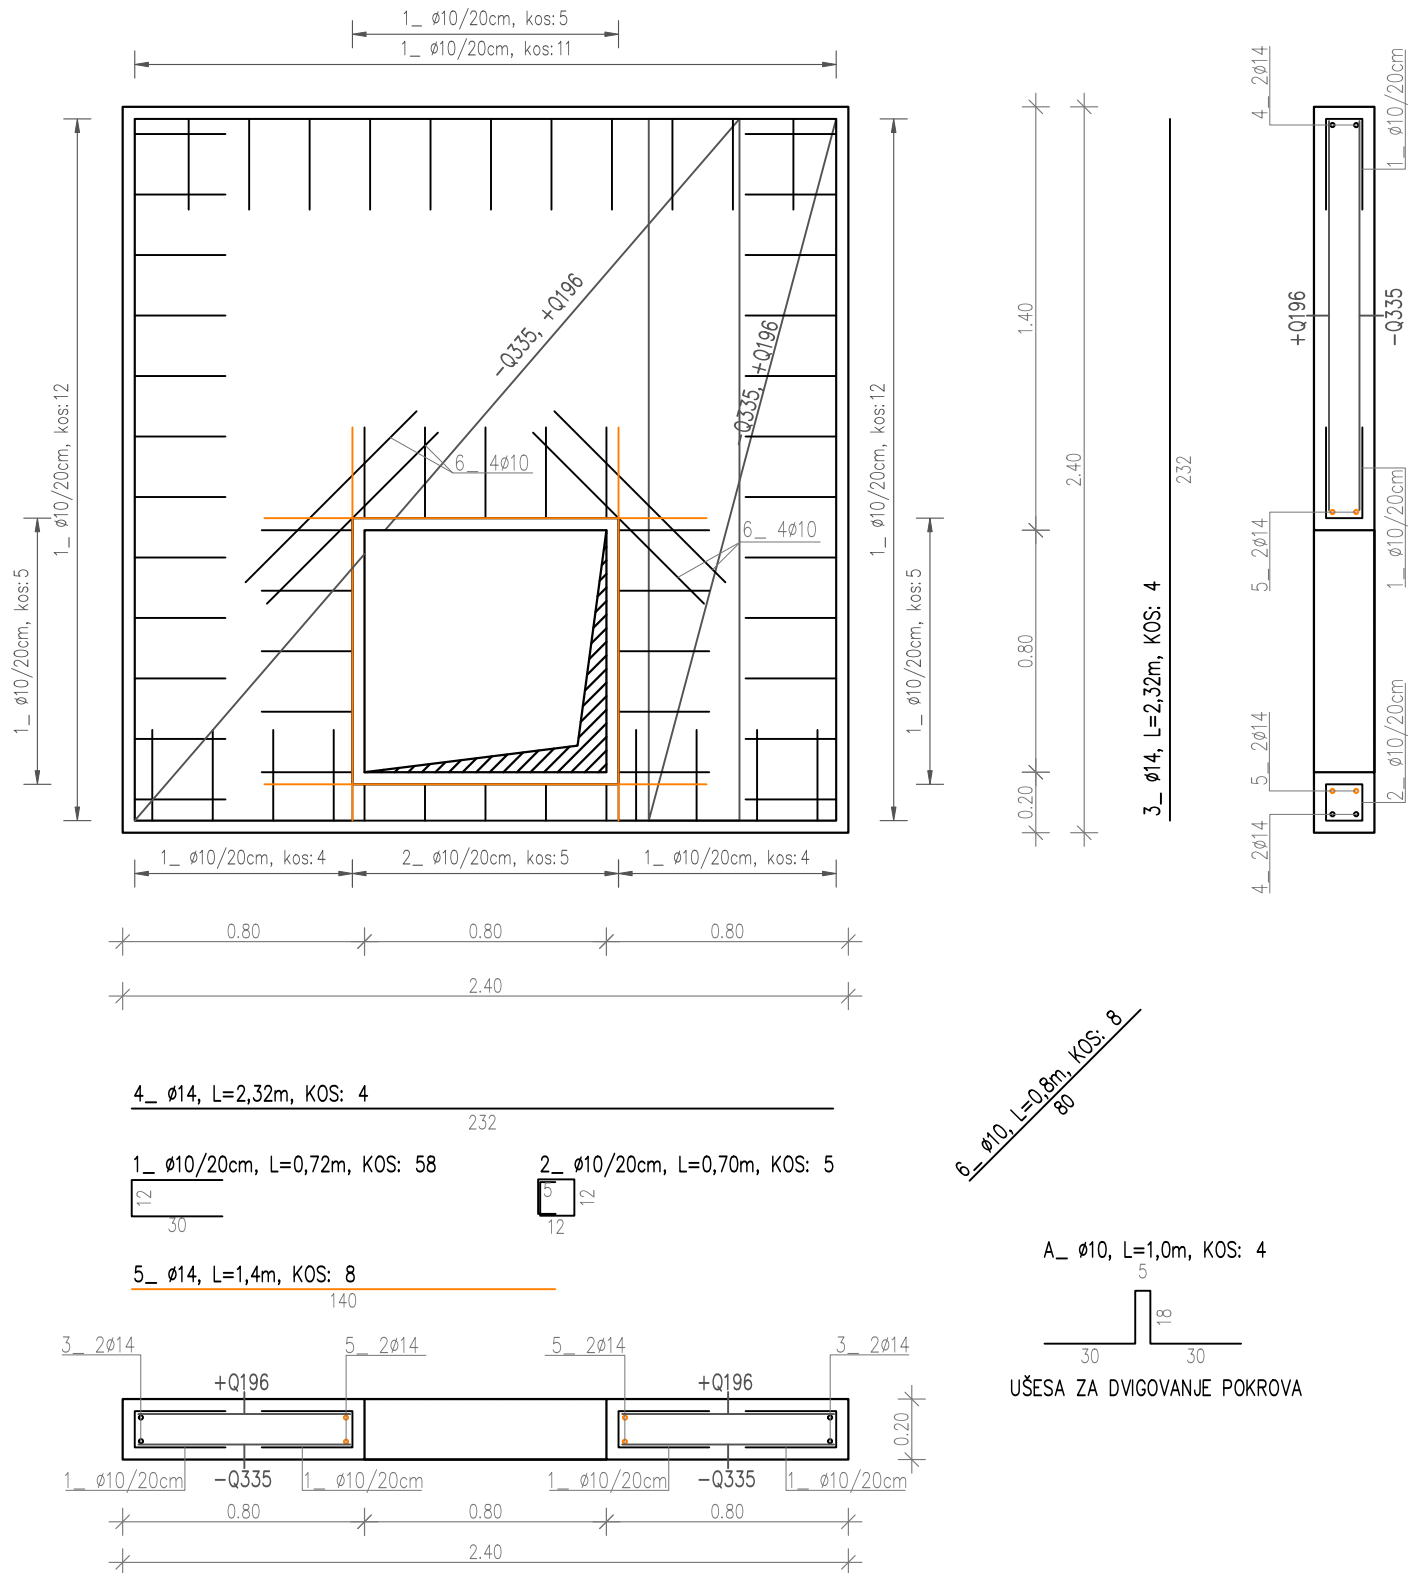 1_ ø10/20cm, kos:5
1_ ø10/20cm, kos:11
1_ ø10/20cm, kos:12
1_ ø10/20cm, kos:5
-Q335, +Q196
-Q335, +Q196
6_ 4ø10
6_ 4ø10
1_ ø10/20cm, kos:12
1_ ø10/20cm, kos:5
1_ ø10/20cm, kos:4
2_ ø10/20cm, kos:5
1_ ø10/20cm, kos:4
0.80
0.80
0.80
2.40
1.40
0.80
0.20
2.40
3_ ø14, L=2,32m, KOS: 4
232
4_ 2ø14
1_ ø10/20cm
+Q196
-Q335
5_ 2ø14
1_ ø10/20cm
5_ 2ø14
2_ ø10/20cm
4_ 2ø14
4_ ø14, L=2,32m, KOS: 4
232
1_ ø10/20cm, L=0,72m, KOS: 58
12
30
2_ ø10/20cm, L=0,70m, KOS: 5
5
12
12
5_ ø14, L=1,4m, KOS: 8
140
6_ ø10, L=0,8m, KOS: 8
80
A_ ø10, L=1,0m, KOS: 4
5
18
30
30
UŠESA ZA DVIGOVANJE POKROVA
3_ 2ø14
5_ 2ø14
5_ 2ø14
3_ 2ø14
+Q196
+Q196
0.20
1_ ø10/20cm
-Q335
1_ ø10/20cm
1_ ø10/20cm
-Q335
1_ ø10/20cm
0.80
0.80
0.80
2.40